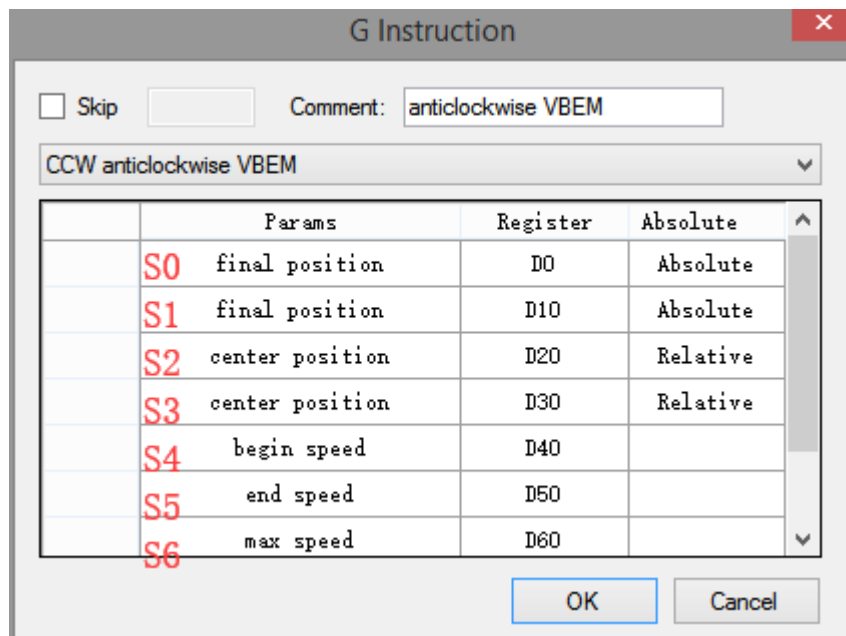 G Instruction
Skip Comment: anticlockwise VBEM
CCW anticlockwise VBEM
Params Register Absolute
S0 final position D0 Absolute
S1 final position D10 Absolute
S2 center position D20 Relative
S3 center position D30 Relative
S4 begin speed D40
S5 end speed D50
S6 max speed D60
OK Cancel